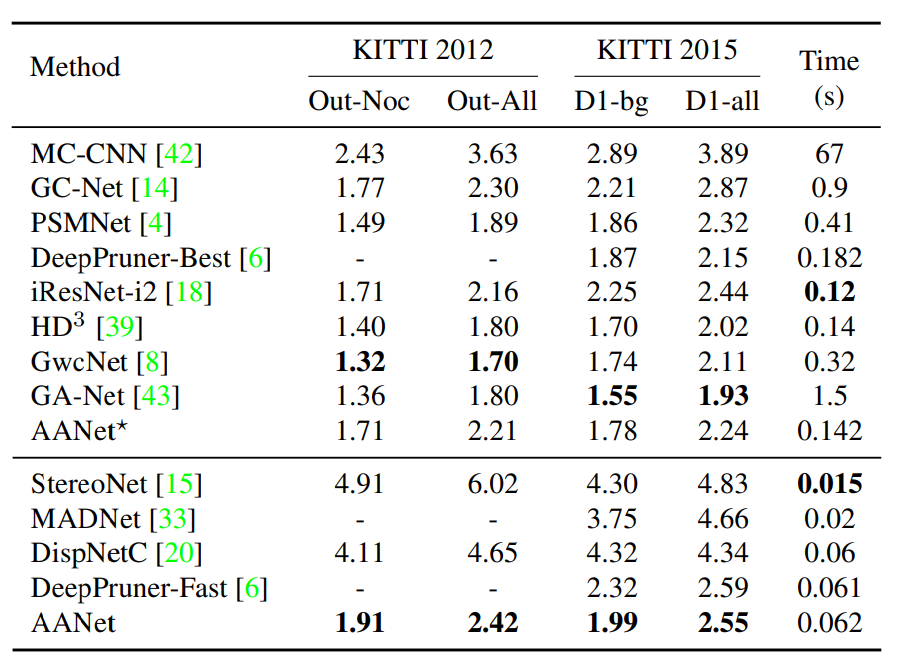 Method KITTI 2012 KITTI 2015 Time (s)
Out-Noc Out-All D1-bg D1-all
MC-CNN [42] 2.43 3.63 2.89 3.89 67
GC-Net [14] 1.77 2.30 2.21 2.87 0.9
PSMNet [4] 1.49 1.89 1.86 2.32 0.41
DeepPruner-Best [6] - - 1.87 2.15 0.182
iResNet-i2 [18] 1.71 2.16 2.25 2.44 0.12
HD³ [39] 1.40 1.80 1.70 2.02 0.14
GwcNet [8] 1.32 1.70 1.74 2.11 0.32
GA-Net [43] 1.36 1.80 1.55 1.93 1.5
AANet⋆ 1.71 2.21 1.78 2.24 0.142
StereoNet [15] 4.91 6.02 4.30 4.83 0.015
MADNet [33] - - 3.75 4.66 0.02
DispNetC [20] 4.11 4.65 4.32 4.34 0.06
DeepPruner-Fast [6] - - 2.32 2.59 0.061
AANet 1.91 2.42 1.99 2.55 0.062